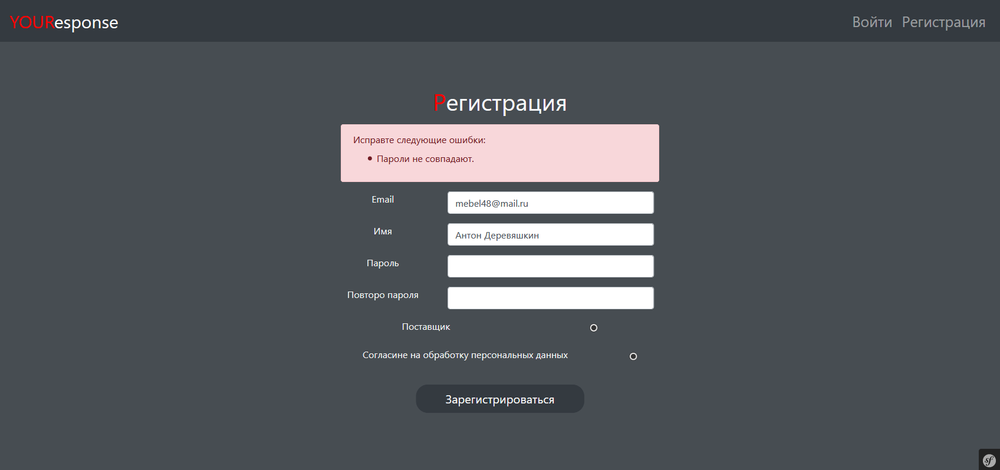 YOUResponse
Войти Регистрация
Регистрация
Исправте следующие ошибки:
Пароли не совпадают.
Email
mebel48@mail.ru
Имя
Антон Деревяшкин
Пароль
Повторо пароля
Поставщик
Согласине на обработку персональных данных
Зарегистрироваться
sf